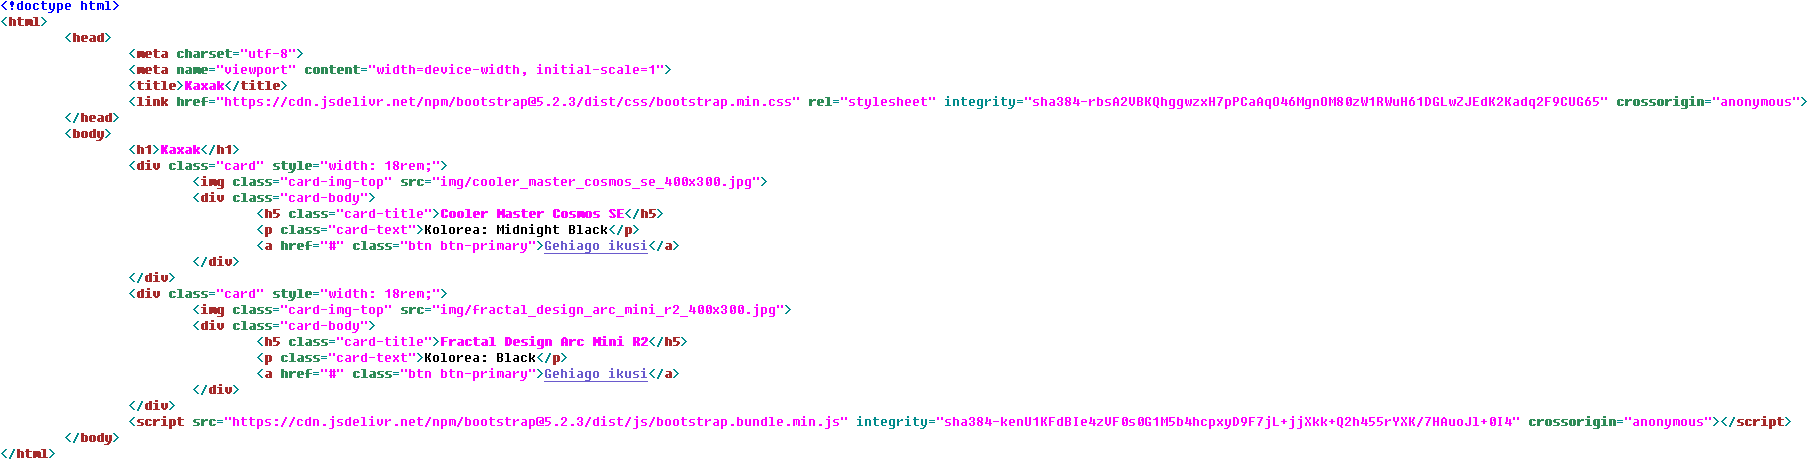 <!doctype html>
<html>
	<head>
		<meta charset="utf-8">
		<meta name="viewport" content="width=device-width, initial-scale=1">
		<title>Kaxak</title>
		<link href="https://cdn.jsdelivr.net/npm/bootstrap@5.2.3/dist/css/bootstrap.min.css" rel="stylesheet" integrity="sha384-rbsA2VBKQhggwzxH7pPCaAqO46MgnOM80zW1RWuH61DGLwZJEdK2Kadq2F9CUG65" crossorigin="anonymous">
	</head>
	<body>
		<h1>Kaxak</h1>
		<div class="card" style="width: 18rem;">
			<img class="card-img-top" src="img/cooler_master_cosmos_se_400x300.jpg">
			<div class="card-body">
				<h5 class="card-title">Cooler Master Cosmos SE</h5>
				<p class="card-text">Kolorea: Midnight Black</p>
				<a href="#" class="btn btn-primary">Gehiago ikusi</a>
			</div>
		</div>
		<div class="card" style="width: 18rem;">
			<img class="card-img-top" src="img/fractal_design_arc_mini_r2_400x300.jpg">
			<div class="card-body">
				<h5 class="card-title">Fractal Design Arc Mini R2</h5>
				<p class="card-text">Kolorea: Black</p>
				<a href="#" class="btn btn-primary">Gehiago ikusi</a>
			</div>
		</div>
		<script src="https://cdn.jsdelivr.net/npm/bootstrap@5.2.3/dist/js/bootstrap.bundle.min.js" integrity="sha384-kenU1KFdBIe4zVF0s0G1M5b4hcpxyD9F7jL+jjXkk+Q2h455rYXK/7HAuoJl+0I4" crossorigin="anonymous"></script>
	</body>
</html>